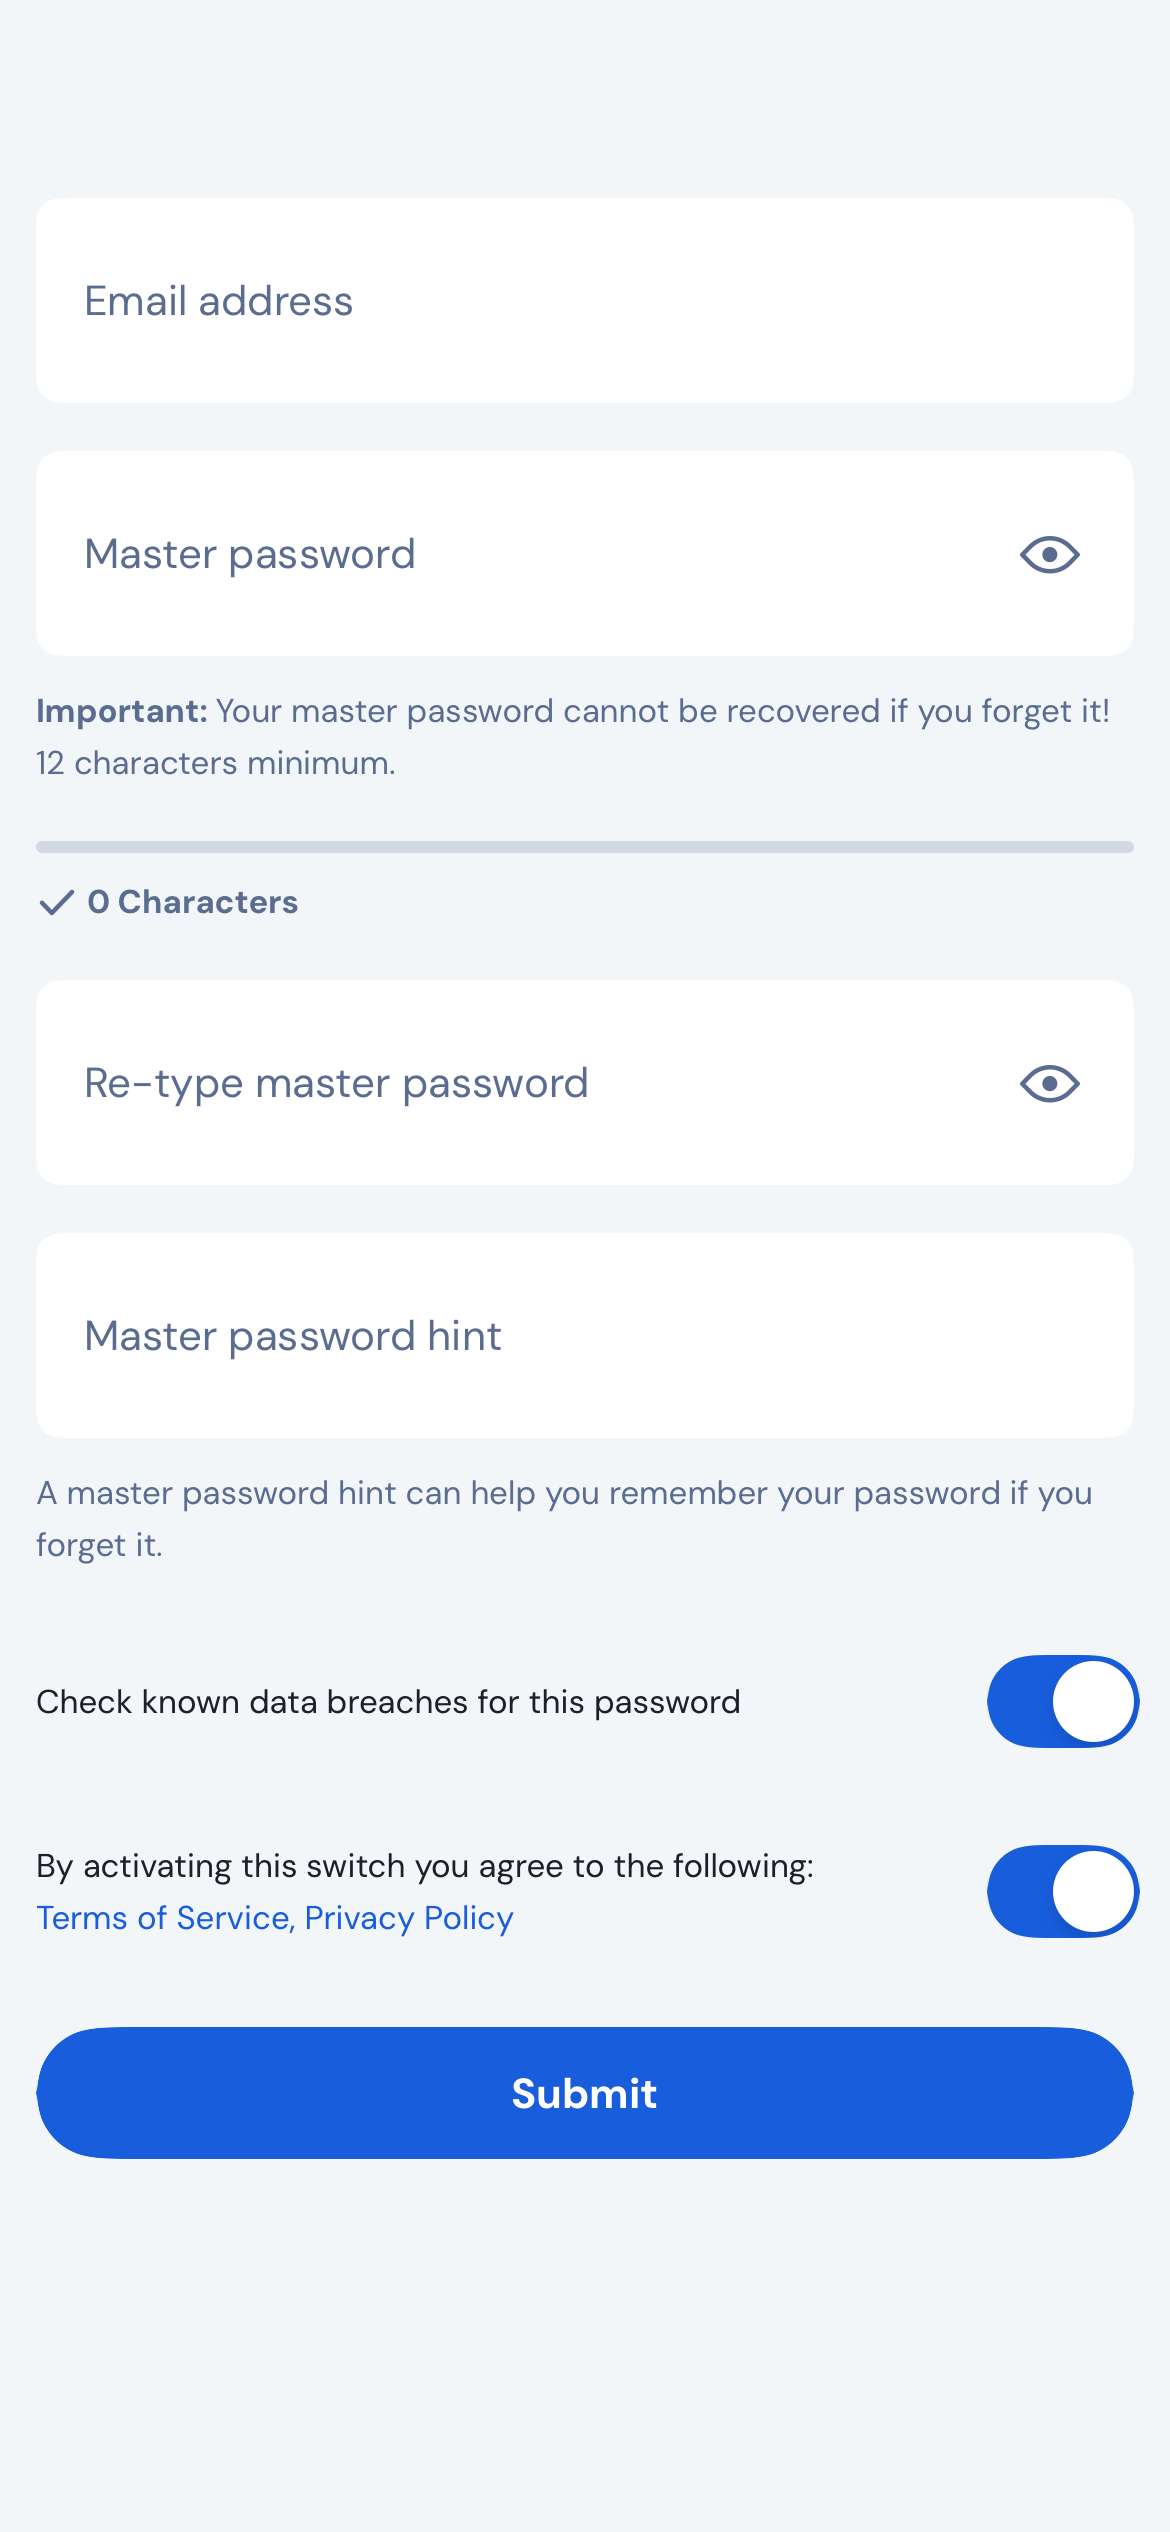 Email address
Master password
Important: Your master password cannot be recovered if you forget it!
12 characters minimum.
0 Characters
Re-type master password
Master password hint
A master password hint can help you remember your password if you
forget it.
Check known data breaches for this password
By activating this switch you agree to the following:
Terms of Service, Privacy Policy
Submit